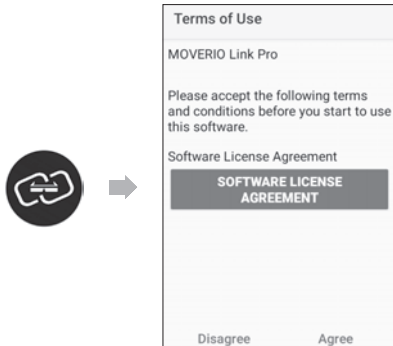 Terms of Use
MOVERIO Link Pro
Please accept the following terms
and conditions before you start to use
this software.
Software License Agreement
SOFTWARE LICENSE
AGREEMENT
Disagree Agree